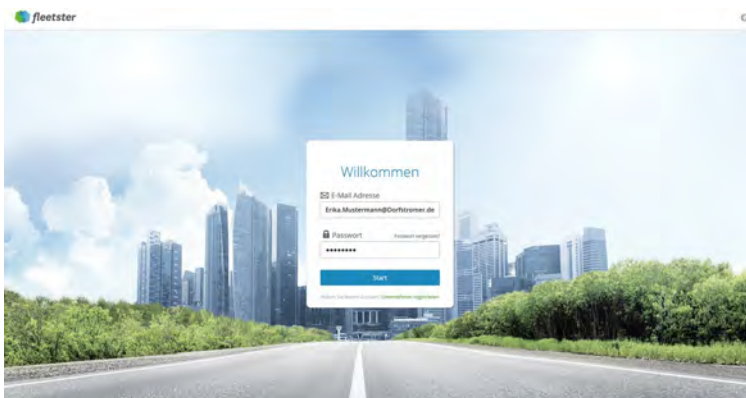 fleetster
Willkommen
E-Mail Adresse
Erika.Mustermann@Dorfstromer.de
Passwort Passwort vergessen?
••••••••
Start
Unternehmen registrieren